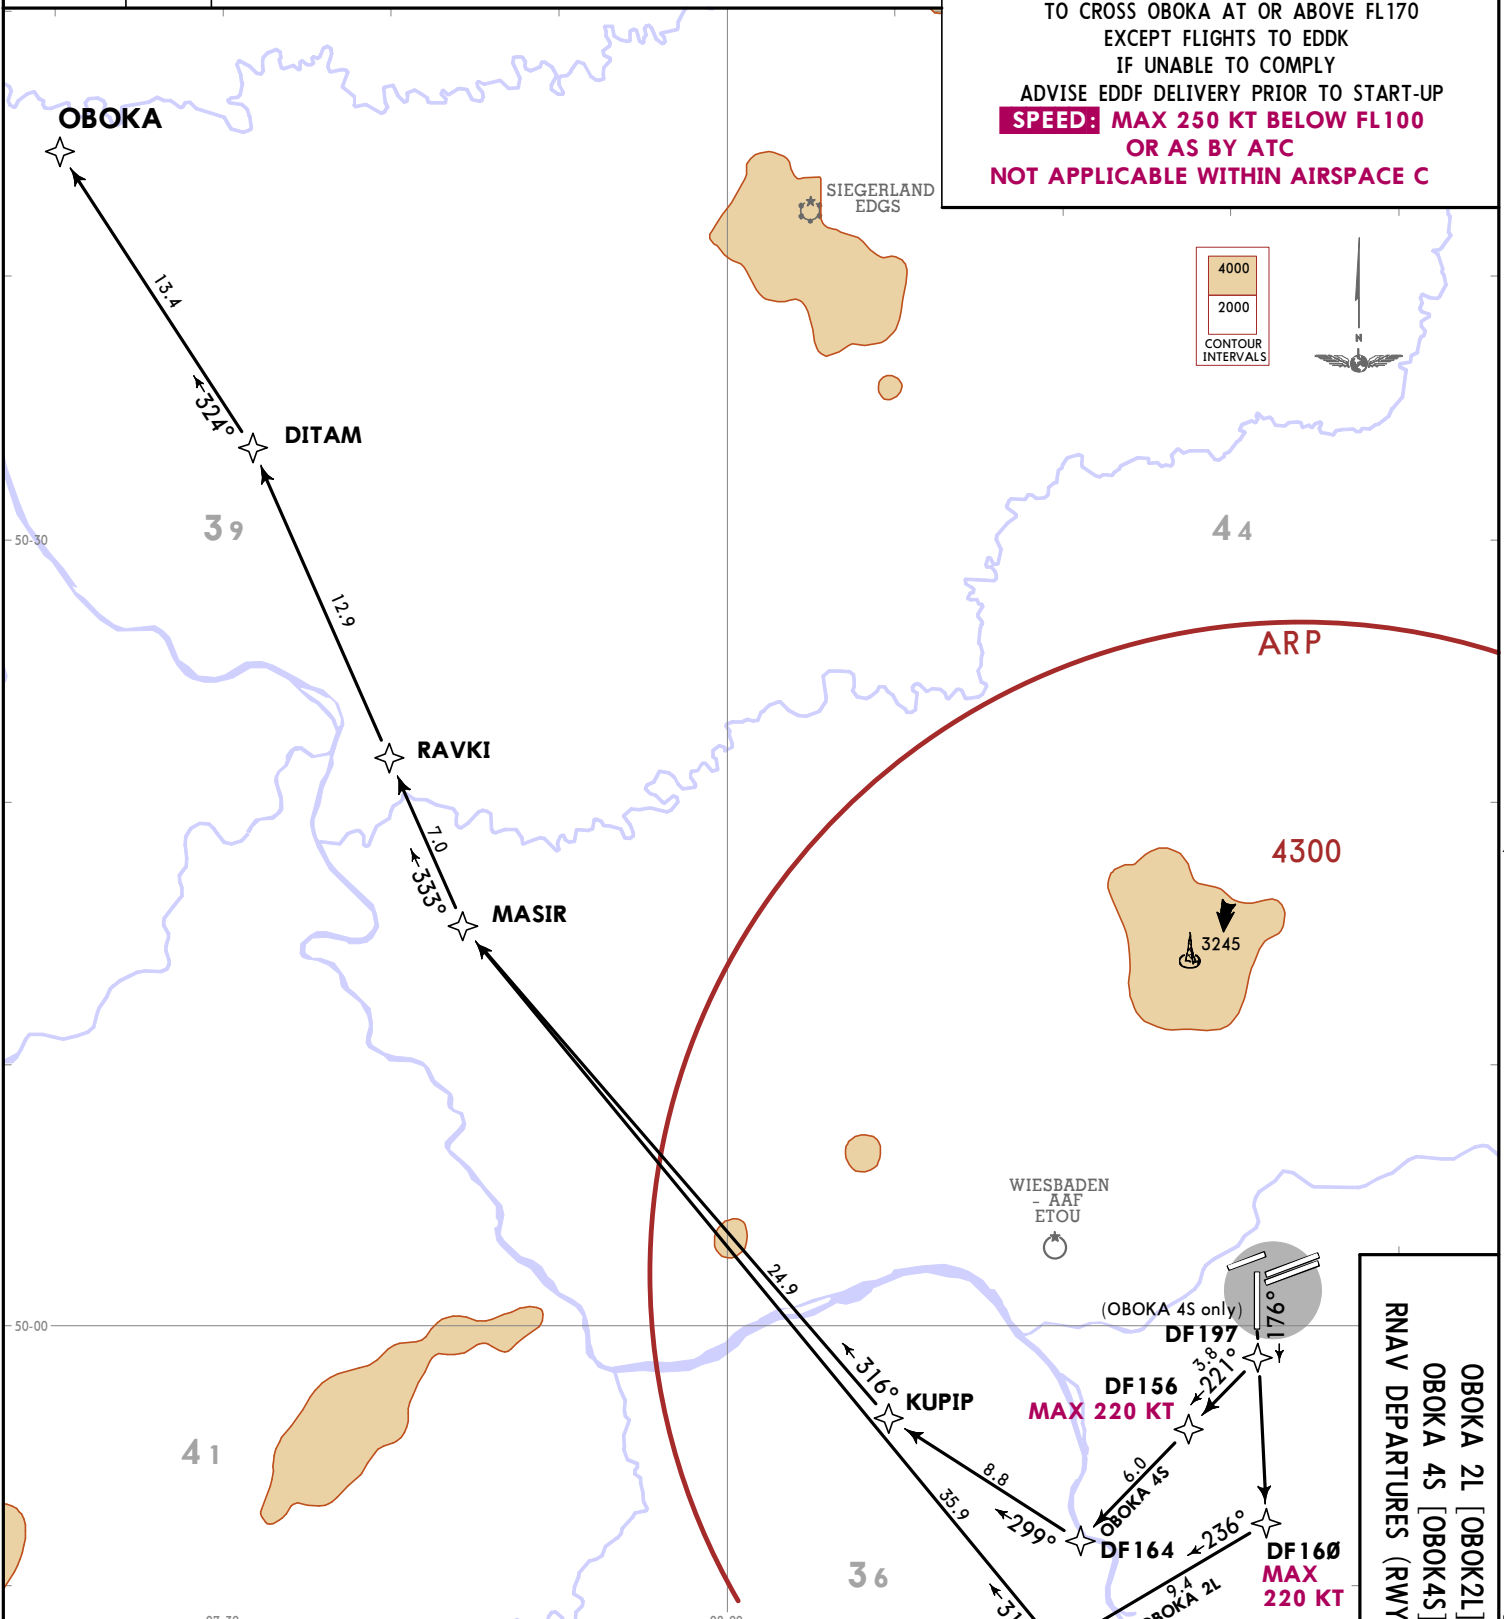 TO CROSS OBOKA AT OR ABOVE FL170
EXCEPT FLIGHTS TO EDDK
IF UNABLE TO COMPLY
ADVISE EDDF DELIVERY PRIOR TO START-UP
SPEED: MAX 250 KT BELOW FL100
OR AS BY ATC
NOT APPLICABLE WITHIN AIRSPACE C
OBOKA
SIEGERLAND
EDGS
4000
2000
CONTOUR
INTERVALS
N
13.4
324°
DITAM
39
44
50-30
12.9
ARP
RAVKI
7.0
333°
MASIR
4300
3245
WIESBADEN
- AAF
ETOU
24.9
50-00
(OBOKA 4S only)
DF197
176°
3.8
221°
316°
KUPIP
DF156
MAX 220 KT
41
8.8
6.0
OBOKA 4S
35.9
299°
DF164
236°
DF160
MAX
220 KT
36
9.4
OBOKA 2L
31
OBOKA 2L [OBOK2L]
OBOKA 4S [OBOK4S]
RNAV DEPARTURES (RWY